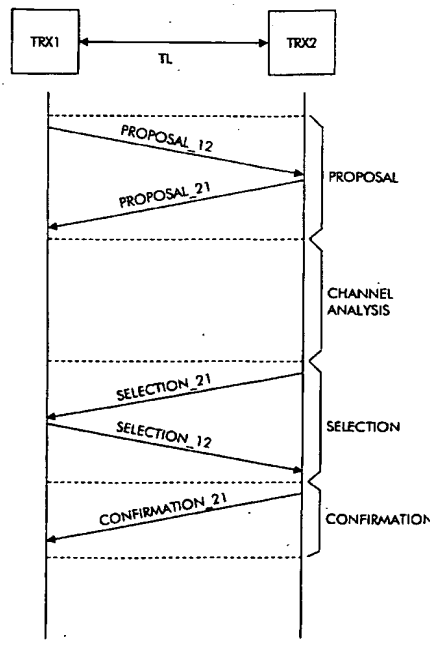 TRX1
TRX2
TL
PROPOSAL_12
PROPOSAL_21
PROPOSAL
CHANNEL
ANALYSIS
SELECTION_21
SELECTION_12
SELECTION
CONFIRMATION_21
CONFIRMATION